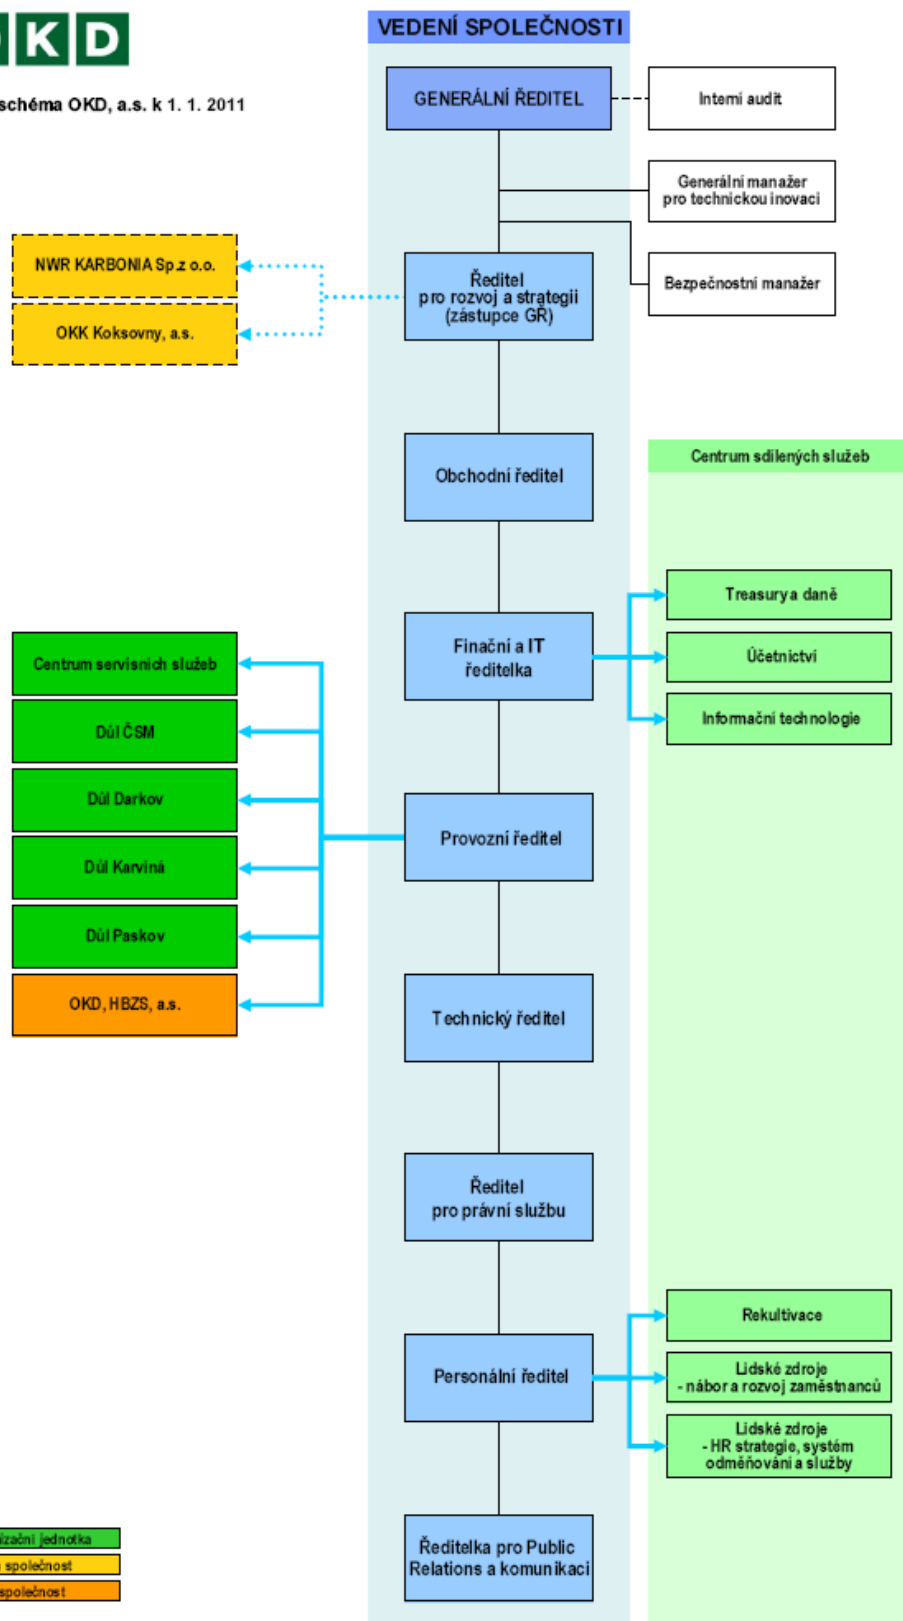 KD
VEDENÍ SPOLEČNOSTI
schéma OKD, a.s. k 1. 1. 2011
GENERÁLNÍ ŘEDITEL
Interní audit
Generální manažer
pro technickou inovaci
Bezpečnostní manažer
NWR KARBONIA Sp.z o.o.
OKK Koksovny, a.s.
Ředitel
pro rozvoj a strategii
(zástupce GŘ)
Obchodní ředitel
Centrum sdílených služeb
Finační a IT
ředitelka
Treasury a daně
Účetnictví
Informační technologie
Centrum servisních služeb
Důl ČSM
Důl Darkov
Důl Karviná
Důl Paskov
OKD, HBZS, a.s.
Provozní ředitel
Technický ředitel
Ředitel
pro právní službu
Personální ředitel
Rekultivace
Lidské zdroje
- nábor a rozvoj zaměstnanců
Lidské zdroje
- HR strategie, systém
odměňování a služby
Ředitelka pro Public
Relations a komunikaci
jednotka
společnost
společnost